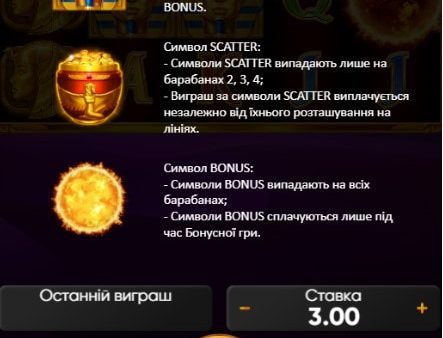 BONUS.
Символ SCATTER:
- Символи SCATTER випадають лише на
барабанах 2, 3, 4;
- Виграш за символи SCATTER виплачується
незалежно від їхнього розташування на
лініях.
Символ BONUS:
- Символи BONUS випадають на всіх
барабанах;
- Символи BONUS сплачуються лише під
час Бонусної гри.
Останній виграш
Ставка
- 3.00 +